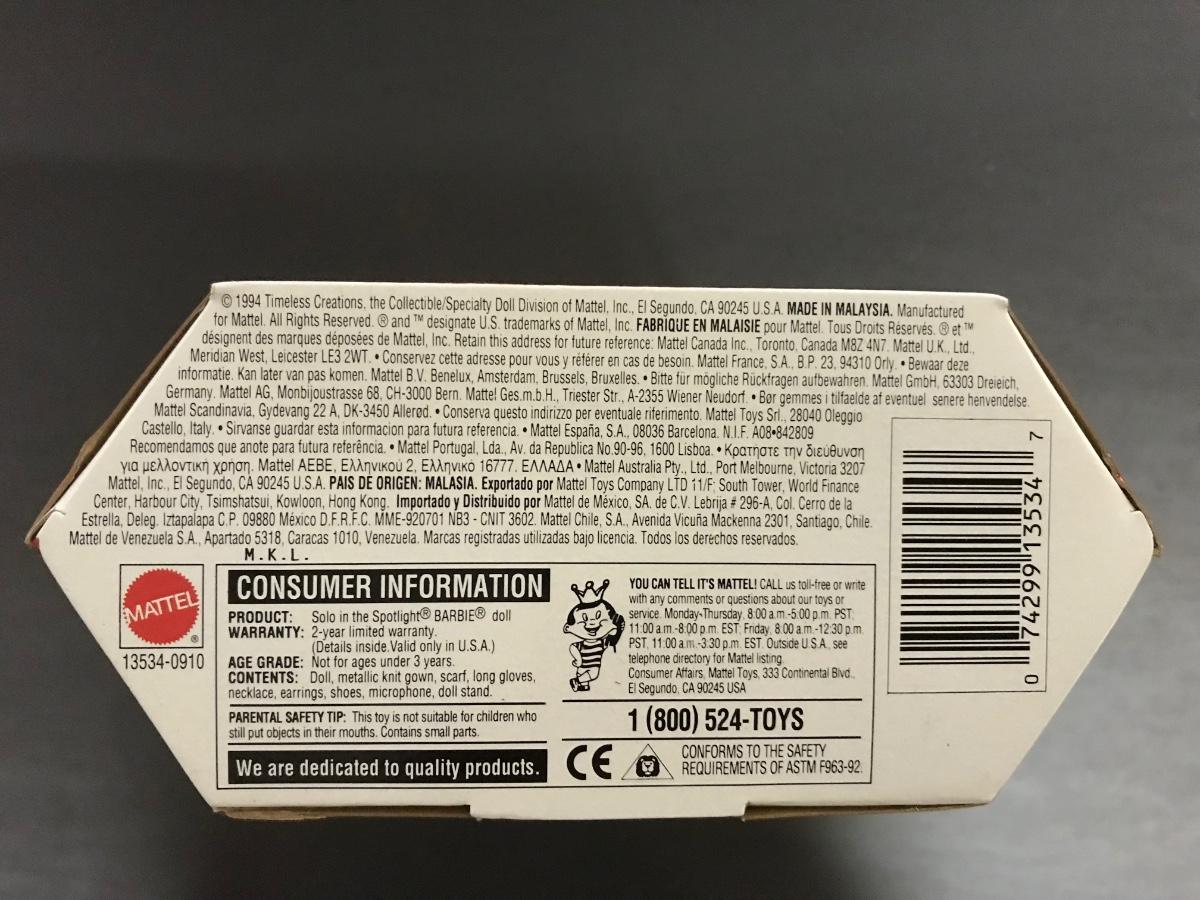 © 1994 Timeless Creations, the Collectible/Specialty Doll Division of Mattel, Inc., El Segundo, CA 90245 U.S.A. MADE IN MALAYSIA. Manufactured
for Mattel. All Rights Reserved. ® and ™ designate U.S. trademarks of Mattel, Inc. FABRIQUE EN MALAISIE pour Mattel. Tous Droits Réservés. ® et ™
désignent des marques déposées de Mattel, Inc. Retain this address for future reference: Mattel Canada Inc., Toronto, Canada M8Z 4N7. Mattel U.K., Ltd.,
Meridian West, Leicester LE3 2WT. • Conservez cette adresse pour vous y référer en cas de besoin. Mattel France, S.A., B.P. 23, 94310 Orly. • Bewaar deze
informatie. Kan later van pas komen. Mattel B.V. Benelux, Amsterdam, Brussels, Bruxelles. • Bitte für mögliche Rückfragen aufbewahren. Mattel GmbH, 63303 Dreieich,
Germany. Mattel AG, Monbijoustrasse 68, CH-3000 Bern. Mattel Ges.m.b.H., Triester Str., A-2355 Wiener Neudorf. • Bør gemmes i tilfaelde af eventuel senere henvendelse.
Mattel Scandinavia, Gydevang 22 A, DK-3450 Allerød. • Conserva questo indirizzo per eventuale riferimento. Mattel Toys Srl., 28040 Oleggio
Castello, Italy. • Sirvanse guardar esta informacion para futura referencia. • Mattel España, S.A., 08036 Barcelona. N.I.F. A08•842809
Recomendamos que anote para futura referência. • Mattel Portugal, Lda., Av. da Republica No.90-96, 1600 Lisboa. • Κρατήστε την διεύθυνση
για μελλοντική χρήση. Mattel AEBE, Ελληνικού 2, Ελληνικό 16777. ΕΛΛΑΔΑ • Mattel Australia Pty., Ltd., Port Melbourne, Victoria 3207
Mattel, Inc., El Segundo, CA 90245 U.S.A. PAIS DE ORIGEN: MALASIA. Exportado por Mattel Toys Company LTD 11/F; South Tower, World Finance
Center, Harbour City, Tsimshatsui, Kowloon, Hong Kong. Importado y Distribuido por Mattel de México, SA. de C.V. Lebrija # 296-A, Col. Cerro de la
Estrella, Deleg. Iztapalapa C.P. 09880 México D.F.R.F.C. MME-920701 NB3 - CNIT 3602. Mattel Chile, S.A., Avenida Vicuña Mackenna 2301, Santiago, Chile.
Mattel de Venezuela S.A., Apartado 5318, Caracas 1010, Venezuela. Marcas registradas utilizadas bajo licencia. Todos los derechos reservados.
M.K.L.
MATTEL ®
13534-0910
CONSUMER INFORMATION
PRODUCT: Solo in the Spotlight® BARBIE® doll
WARRANTY: 2-year limited warranty.
(Details inside.Valid only in U.S.A.)
AGE GRADE: Not for ages under 3 years.
CONTENTS: Doll, metallic knit gown, scarf, long gloves,
necklace, earrings, shoes, microphone, doll stand.
PARENTAL SAFETY TIP: This toy is not suitable for children who
still put objects in their mouths. Contains small parts.
We are dedicated to quality products.
YOU CAN TELL IT'S MATTEL! CALL us toll-free or write
with any comments or questions about our toys or
service. Monday-Thursday, 8:00 a.m.-5:00 p.m. PST;
11:00 a.m.-8:00 p.m. EST; Friday, 8:00 a.m.-12:30 p.m.
PST, 11:00 a.m.-3:30 p.m. EST. Outside U.S.A., see
telephone directory for Mattel listing.
Consumer Affairs, Mattel Toys, 333 Continental Blvd.,
El Segundo, CA 90245 USA
1 (800) 524-TOYS
CE
CONFORMS TO THE SAFETY
REQUIREMENTS OF ASTM F963-92.
0 74299 13534 7